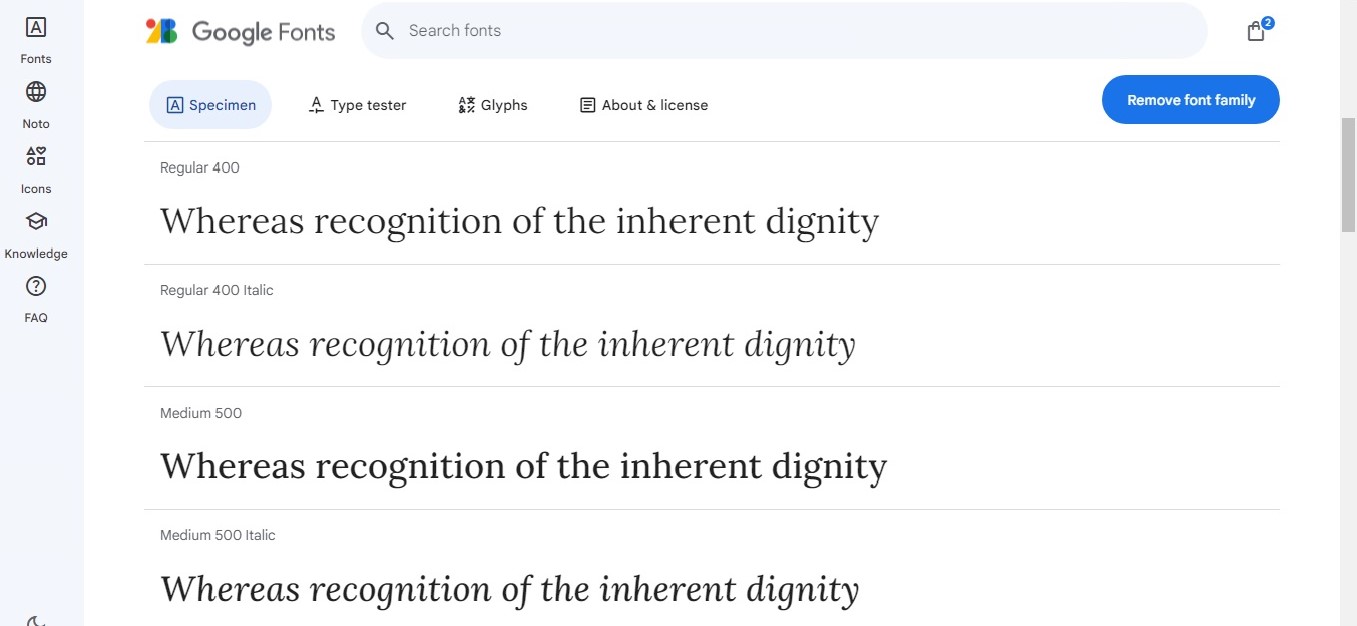 Google Fonts
Search fonts
2
Fonts
Noto
Icons
Knowledge
FAQ
Specimen
Type tester
Glyphs
About & license
Remove font family
Regular 400
Whereas recognition of the inherent dignity
Regular 400 Italic
Whereas recognition of the inherent dignity
Medium 500
Whereas recognition of the inherent dignity
Medium 500 Italic
Whereas recognition of the inherent dignity